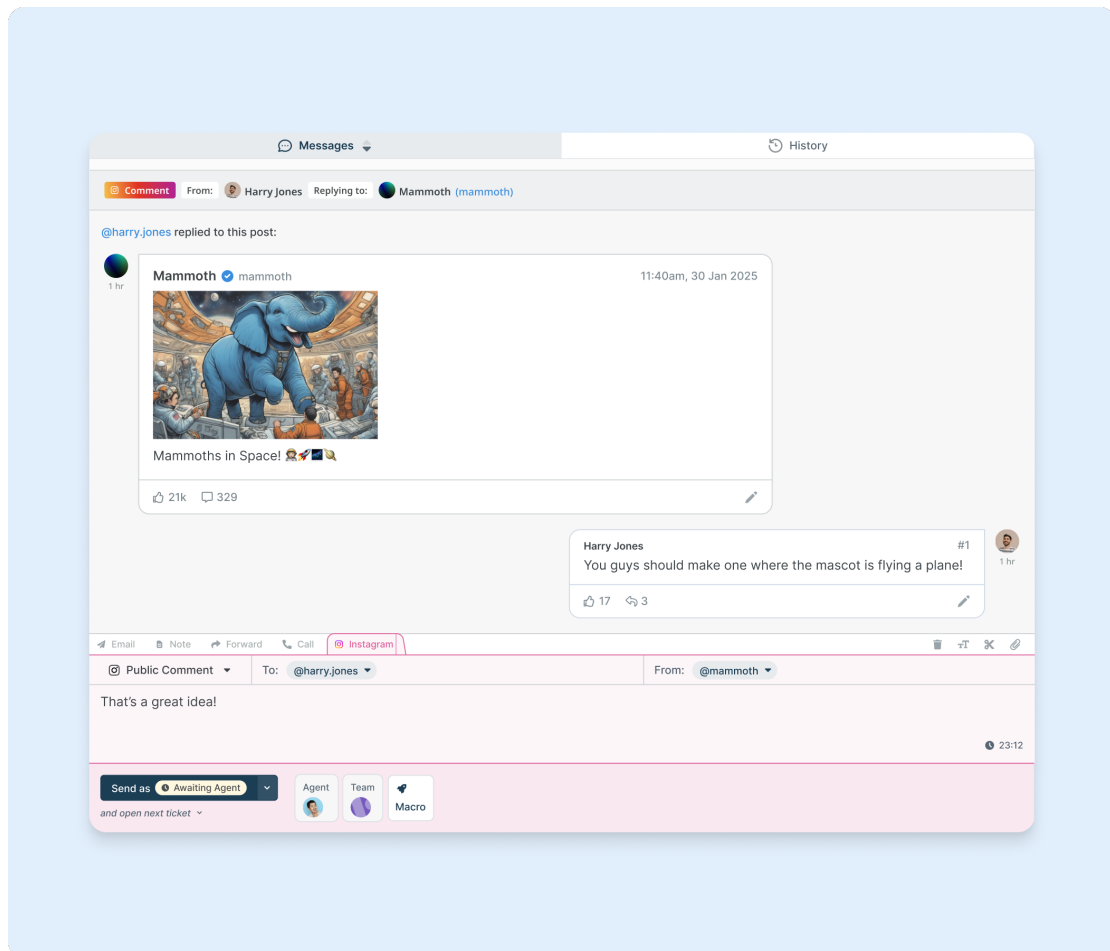 Messages
History
Comment From: Harry Jones Replying to: Mammoth (mammoth)
@harry.jones replied to this post:
1 hr
Mammoth mammoth 11:40am, 30 Jan 2025
Mammoths in Space! 👩🏽‍🚀🚀🌌🪐
21k 329
Harry Jones #1
You guys should make one where the mascot is flying a plane!
1 hr
17 3
Email Note Forward Call Instagram
Public Comment To: @harry.jones From: @mammoth
That’s a great idea!
23:12
Send as Awaiting Agent
and open next ticket
Agent
Team
Macro